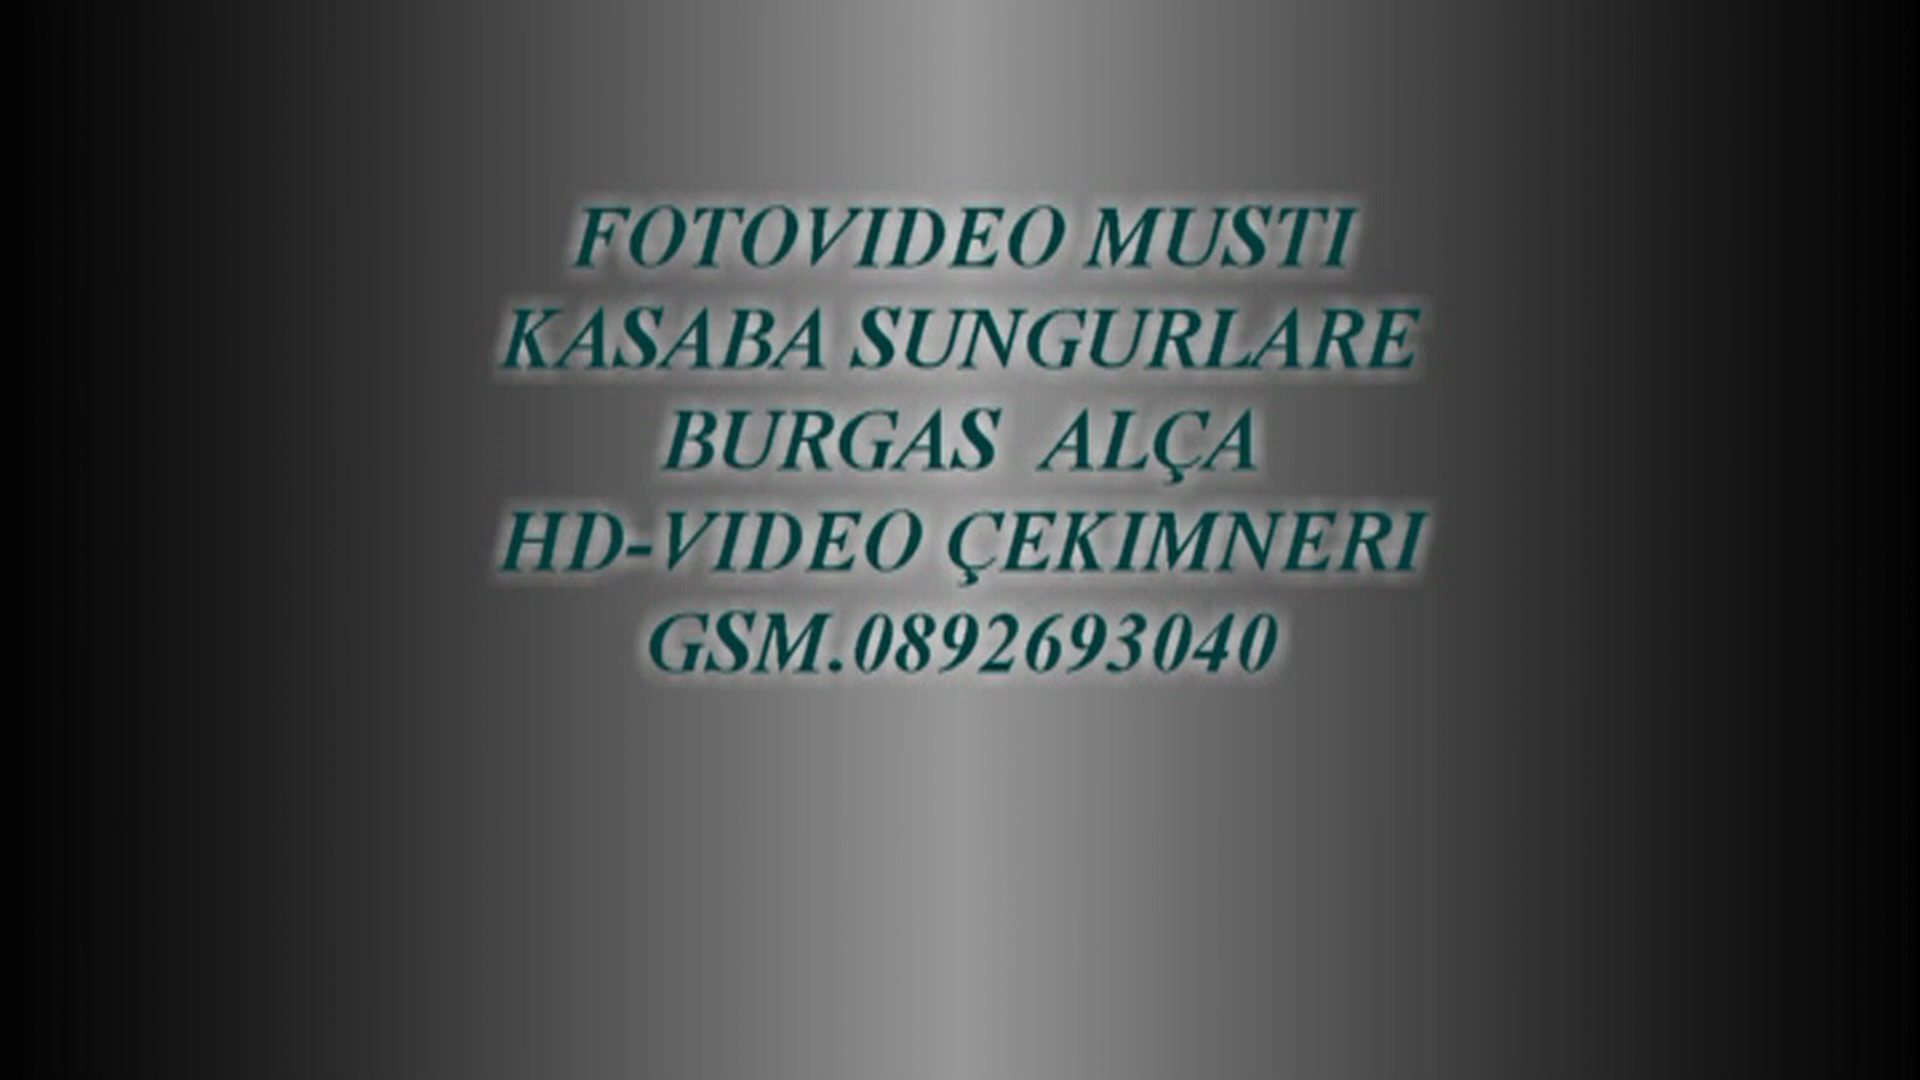 FOTOVIDEO MUSTI
KASABA SUNGURLARE
BURGAS ALÇA
HD-VIDEO ÇEKIMNERI
GSM.0892693040